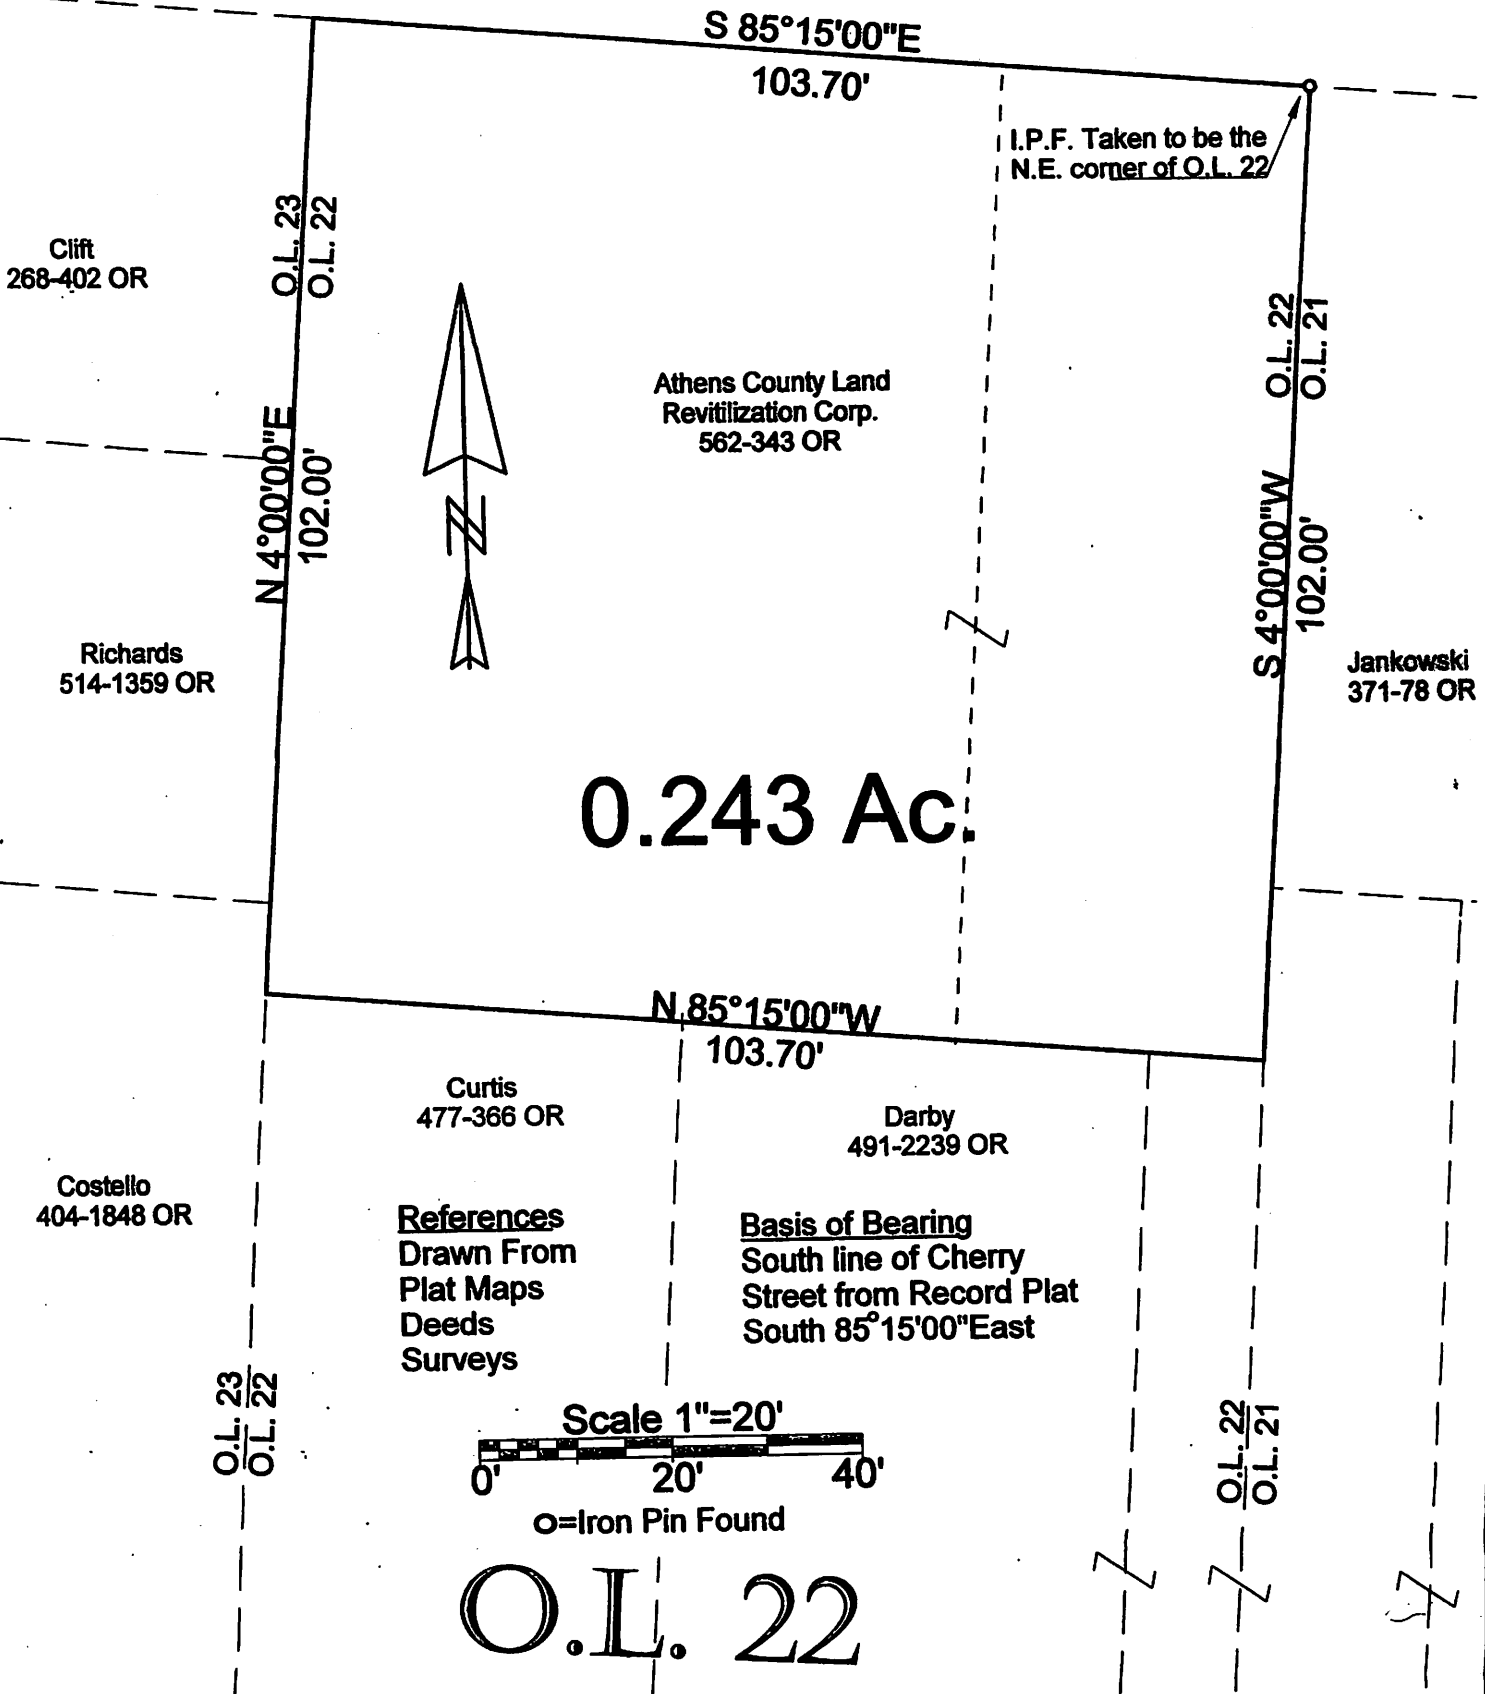 S 85°15'00"E
103.70'
I.P.F. Taken to be the
N.E. corner of O.L. 22
O.L. 23
O.L. 22
Clift
268-402 OR
O.L. 22
O.L. 21
Athens County Land
Revitilization Corp.
562-343 OR
N 4°00'00"E
102.00'
N
S 4°00'00"W
102.00'
Richards
514-1359 OR
Jankowski
371-78 OR
0.243 Ac.
N 85°15'00"W
103.70'
Curtis
477-366 OR
Darby
491-2239 OR
Costello
404-1848 OR
References
Drawn From
Plat Maps
Deeds
Surveys
Basis of Bearing
South line of Cherry
Street from Record Plat
South 85°15'00"East
O.L. 23
O.L. 22
O.L. 22
O.L. 21
Scale 1"=20'
0' 20' 40'
O=Iron Pin Found
O.L. 22